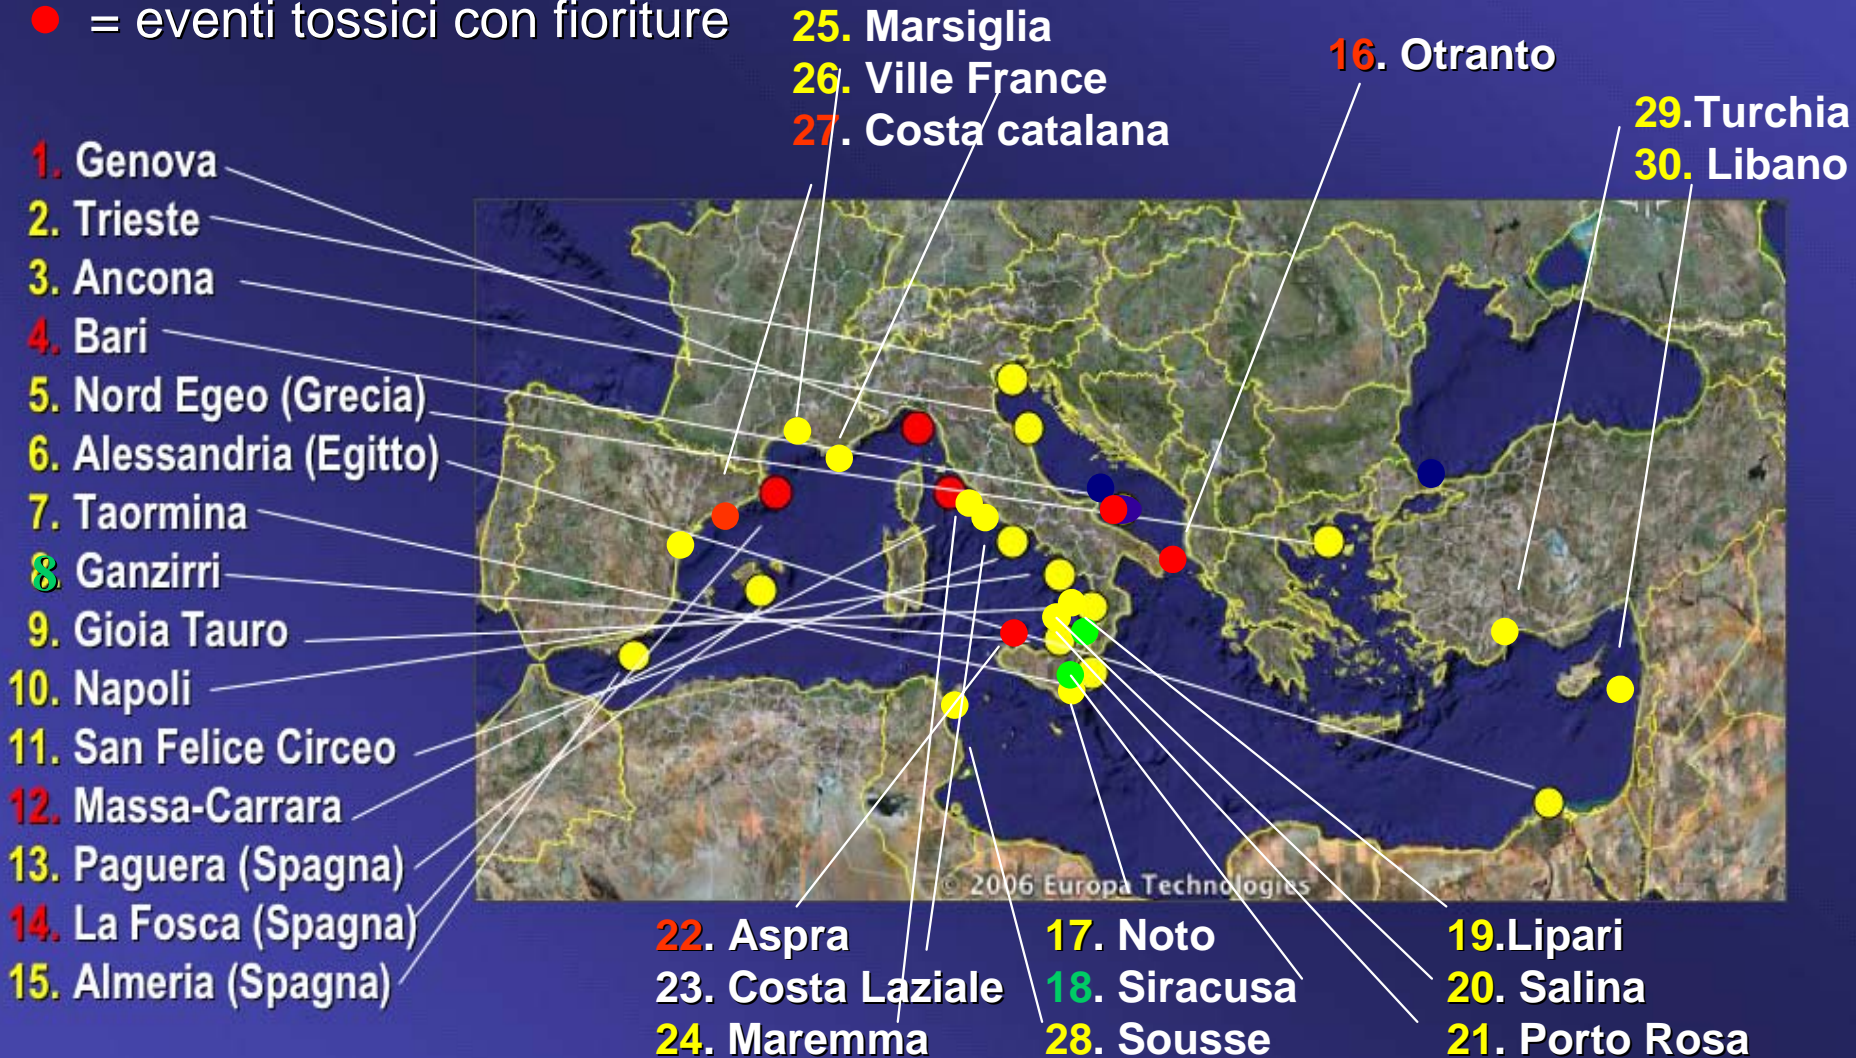 = eventi tossici con fioriture
25. Marsiglia
26. Ville France
27. Costa catalana
16. Otranto
29.Turchia
30. Libano
1. Genova
2. Trieste
3. Ancona
4. Bari
5. Nord Egeo (Grecia)
6. Alessandria (Egitto)
7. Taormina
8. Ganzirri
9. Gioia Tauro
10. Napoli
11. San Felice Circeo
12. Massa-Carrara
13. Paguera (Spagna)
14. La Fosca (Spagna)
15. Almeria (Spagna)
© 2006 Europa Technologies
22. Aspra
23. Costa Laziale
24. Maremma
17. Noto
18. Siracusa
28. Sousse
19.Lipari
20. Salina
21. Porto Rosa